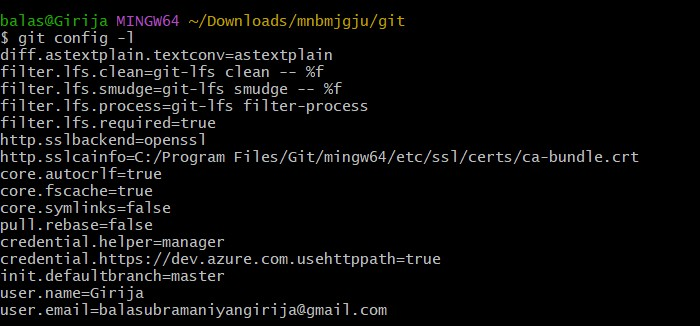 balas@Girija MINGW64 ~/Downloads/mnbmjgju/git
$ git config -l
diff.astextplain.textconv=astextplain
filter.lfs.clean=git-lfs clean -- %f
filter.lfs.smudge=git-lfs smudge -- %f
filter.lfs.process=git-lfs filter-process
filter.lfs.required=true
http.sslbackend=openssl
http.sslcainfo=C:/Program Files/Git/mingw64/etc/ssl/certs/ca-bundle.crt
core.autocrlf=true
core.fscache=true
core.symlinks=false
pull.rebase=false
credential.helper=manager
credential.https://dev.azure.com.usehttppath=true
init.defaultbranch=master
user.name=Girija
user.email=balasubramaniyangirija@gmail.com